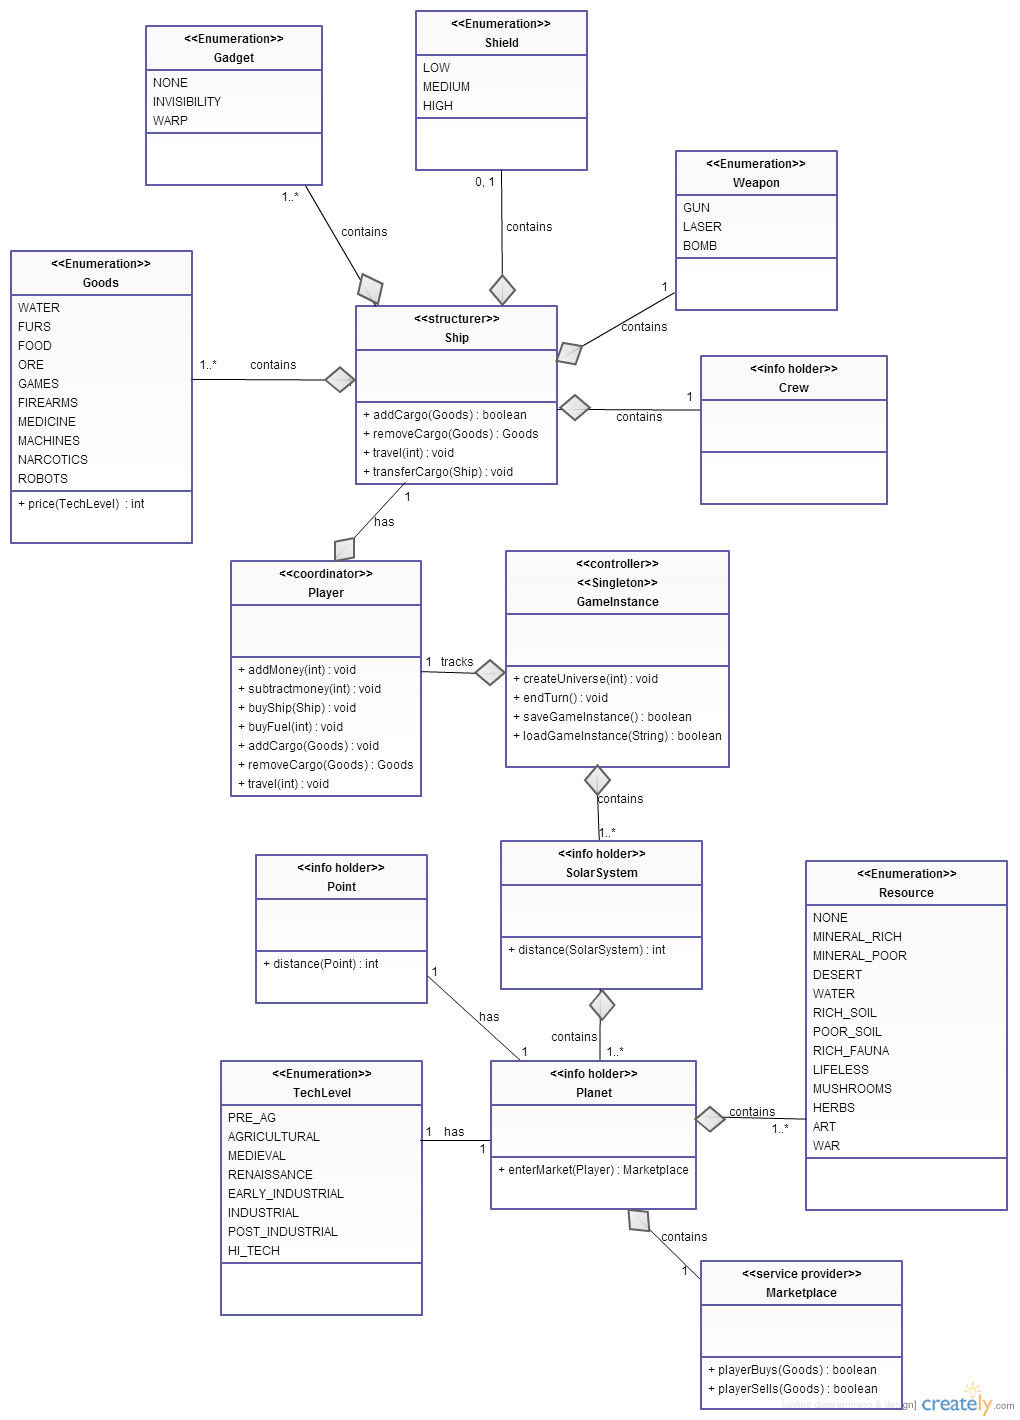 <<Enumeration>>
Gadget
NONE
INVISIBILITY
WARP
<<Enumeration>>
Shield
LOW
MEDIUM
HIGH
<<Enumeration>>
Weapon
GUN
LASER
BOMB
1..*
contains
0, 1
contains
1
contains
<<Enumeration>>
Goods
WATER
FURS
FOOD
ORE
GAMES
FIREARMS
MEDICINE
MACHINES
NARCOTICS
ROBOTS
+ price(TechLevel) : int
1..*
contains
<<structurer>>
Ship
+ addCargo(Goods) : boolean
+ removeCargo(Goods) : Goods
+ travel(int) : void
+ transferCargo(Ship) : void
1
contains
<<info holder>>
Crew
1
has
<<coordinator>>
Player
+ addMoney(int) : void
+ subtractmoney(int) : void
+ buyShip(Ship) : void
+ buyFuel(int) : void
+ addCargo(Goods) : void
+ removeCargo(Goods) : Goods
+ travel(int) : void
1 tracks
<<controller>>
<<Singleton>>
GameInstance
+ createUniverse(int) : void
+ endTurn() : void
+ saveGameInstance() : boolean
+ loadGameInstance(String) : boolean
contains
1..*
<<info holder>>
Point
+ distance(Point) : int
<<info holder>>
SolarSystem
+ distance(SolarSystem) : int
<<Enumeration>>
Resource
NONE
MINERAL_RICH
MINERAL_POOR
DESERT
WATER
RICH_SOIL
POOR_SOIL
RICH_FAUNA
LIFELESS
MUSHROOMS
HERBS
ART
WAR
1
has
1
contains
1..*
<<Enumeration>>
TechLevel
PRE_AG
AGRICULTURAL
MEDIEVAL
RENAISSANCE
EARLY_INDUSTRIAL
INDUSTRIAL
POST_INDUSTRIAL
HI_TECH
1 has
1
<<info holder>>
Planet
+ enterMarket(Player) : Marketplace
contains
1..*
contains
1
<<service provider>>
Marketplace
+ playerBuys(Goods) : boolean
+ playerSells(Goods) : boolean
[online diagramming & design] creately.com